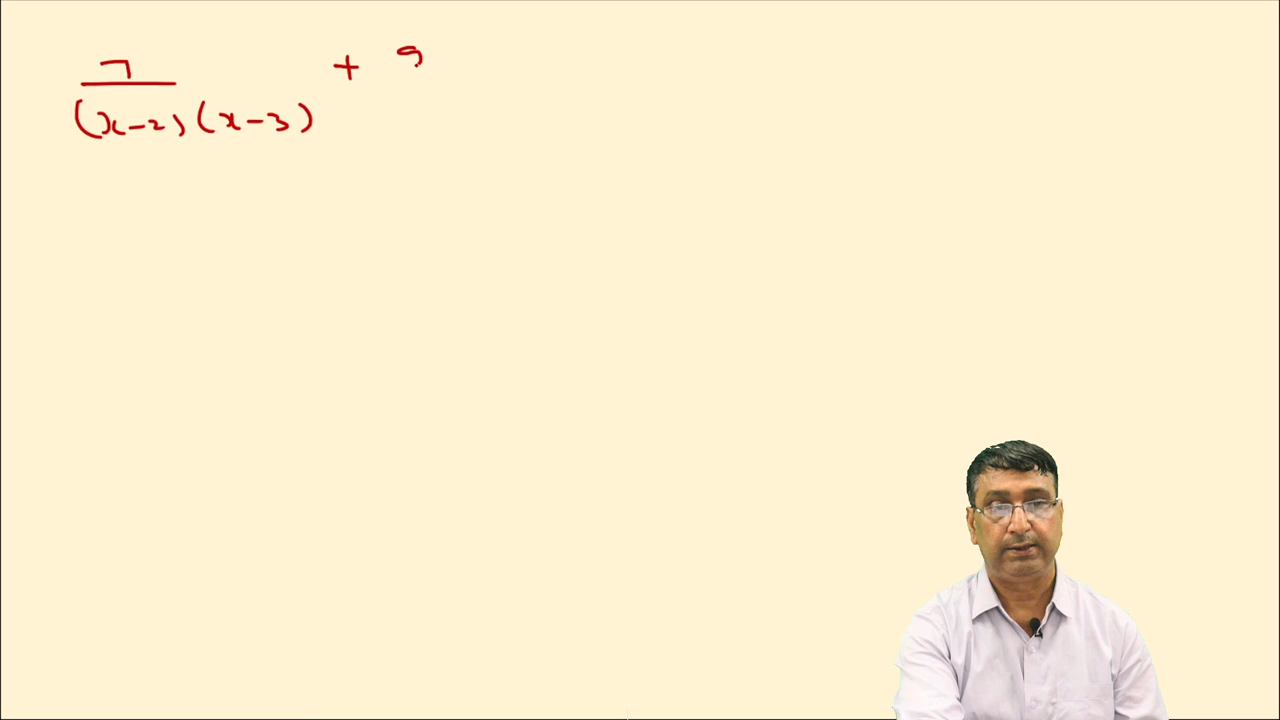 7
(x-2)(x-3) + 9